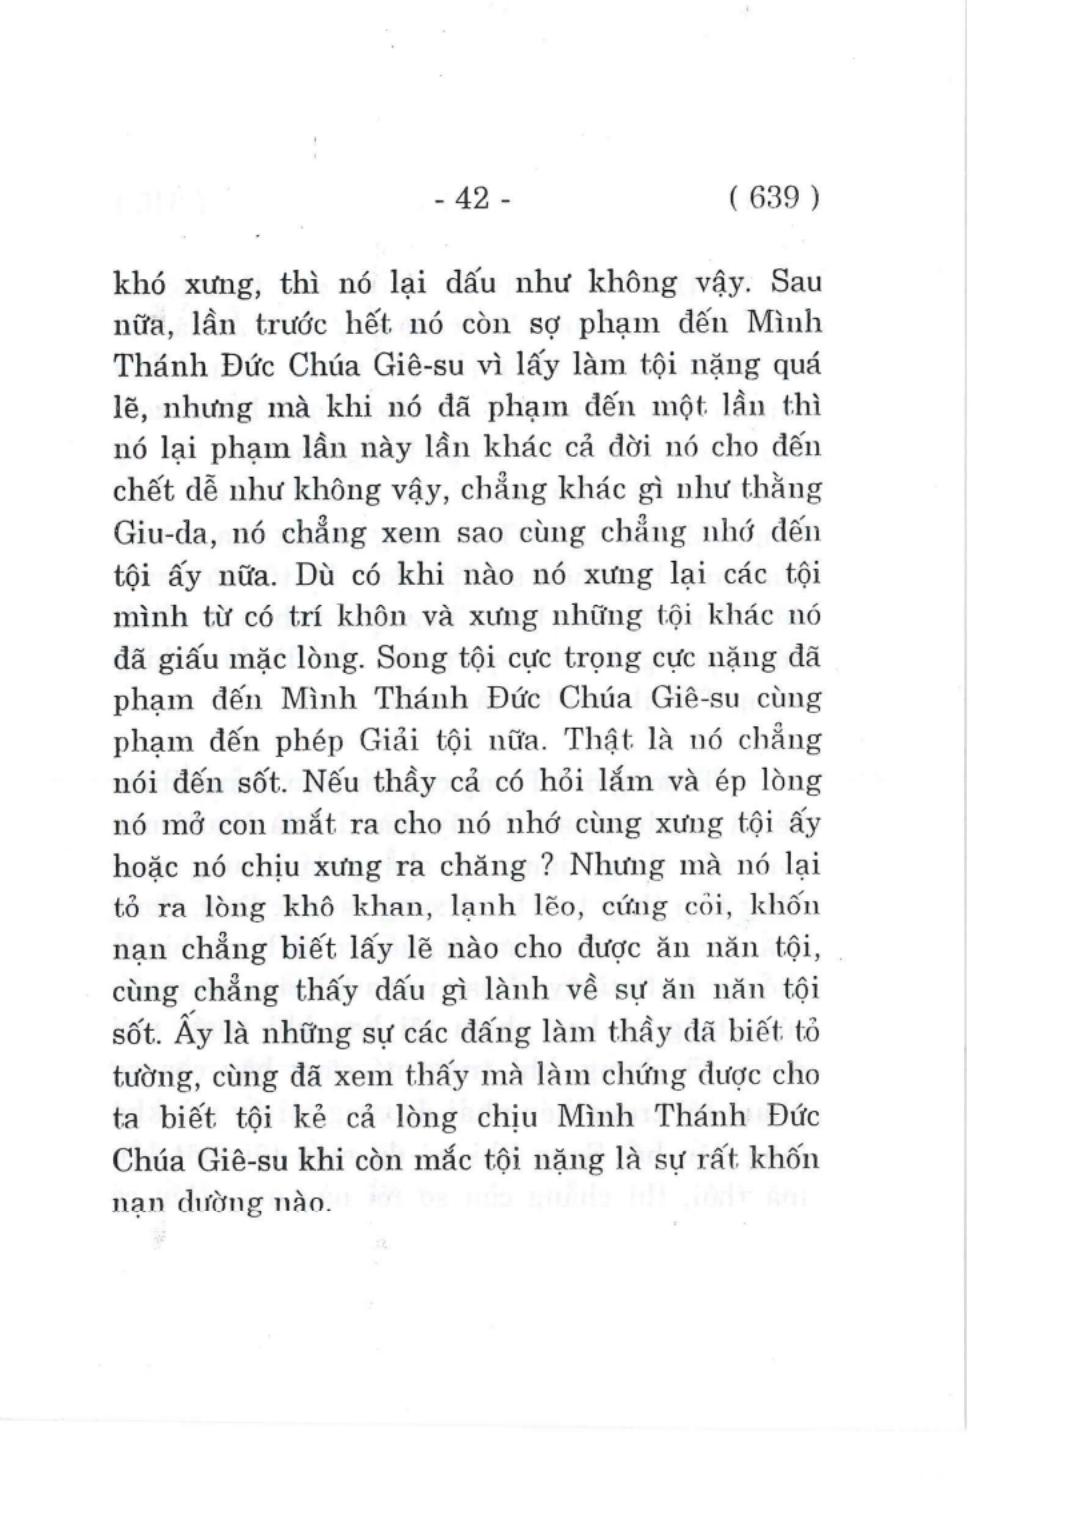 - 42 - ( 639 )
khó xưng, thì nó lại dấu như không vậy. Sau
nữa, lần trước hết nó còn sợ phạm đến Mình
Thánh Đức Chúa Giê-su vì lấy làm tội nặng quá
lẽ, nhưng mà khi nó đã phạm đến một lần thì
nó lại phạm lần này lần khác cả đời nó cho đến
chết dễ như không vậy, chẳng khác gì như thằng
Giu-da, nó chẳng xem sao cùng chẳng nhớ đến
tội ấy nữa. Dù có khi nào nó xưng lại các tội
mình từ có trí khôn và xưng những tội khác nó
đã giấu mặc lòng. Song tội cực trọng cực nặng đã
phạm đến Mình Thánh Đức Chúa Giê-su cùng
phạm đến phép Giải tội nữa. Thật là nó chẳng
nói đến sốt. Nếu thầy cả có hỏi lắm và ép lòng
nó mở con mắt ra cho nó nhớ cùng xưng tội ấy
hoặc nó chịu xưng ra chăng ? Nhưng mà nó lại
tỏ ra lòng khô khan, lạnh lẽo, cứng cỏi, khốn
nạn chẳng biết lấy lẽ nào cho được ăn năn tội,
cùng chẳng thấy dấu gì lành về sự ăn năn tội
sốt. Ấy là những sự các đấng làm thầy đã biết tỏ
tường, cùng đã xem thấy mà làm chứng được cho
ta biết tội kẻ cả lòng chịu Mình Thánh Đức
Chúa Giê-su khi còn mắc tội nặng là sự rất khốn
nạn dường nào.